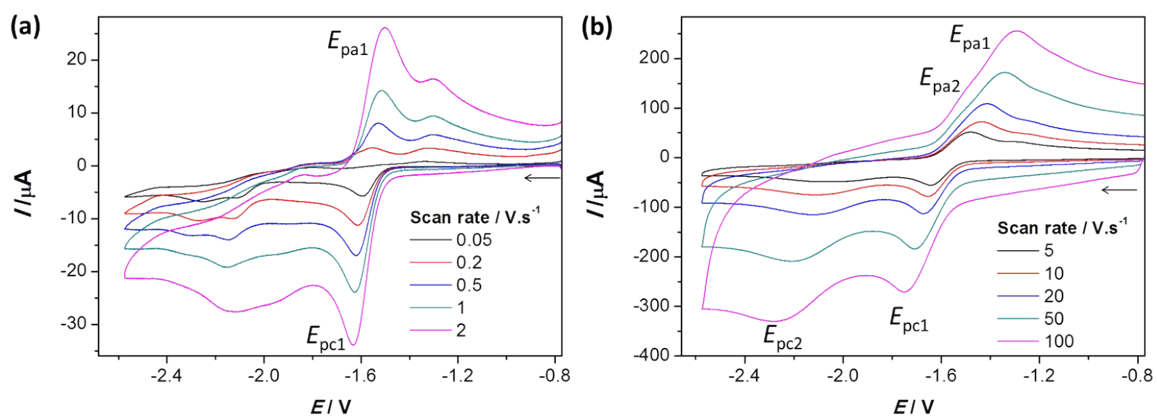 (a)
E_pa1
20
10
0
-10
-20
-30
I/µA
Scan rate / V.s⁻¹
0.05
0.2
0.5
1
2
E_pc1
-2.4 -2.0 -1.6 -1.2 -0.8
E / V
(b)
E_pa1
E_pa2
200
100
0
-100
-200
-300
-400
I/µA
Scan rate / V.s⁻¹
5
10
20
50
100
E_pc1
E_pc2
-2.4 -2.0 -1.6 -1.2 -0.8
E / V